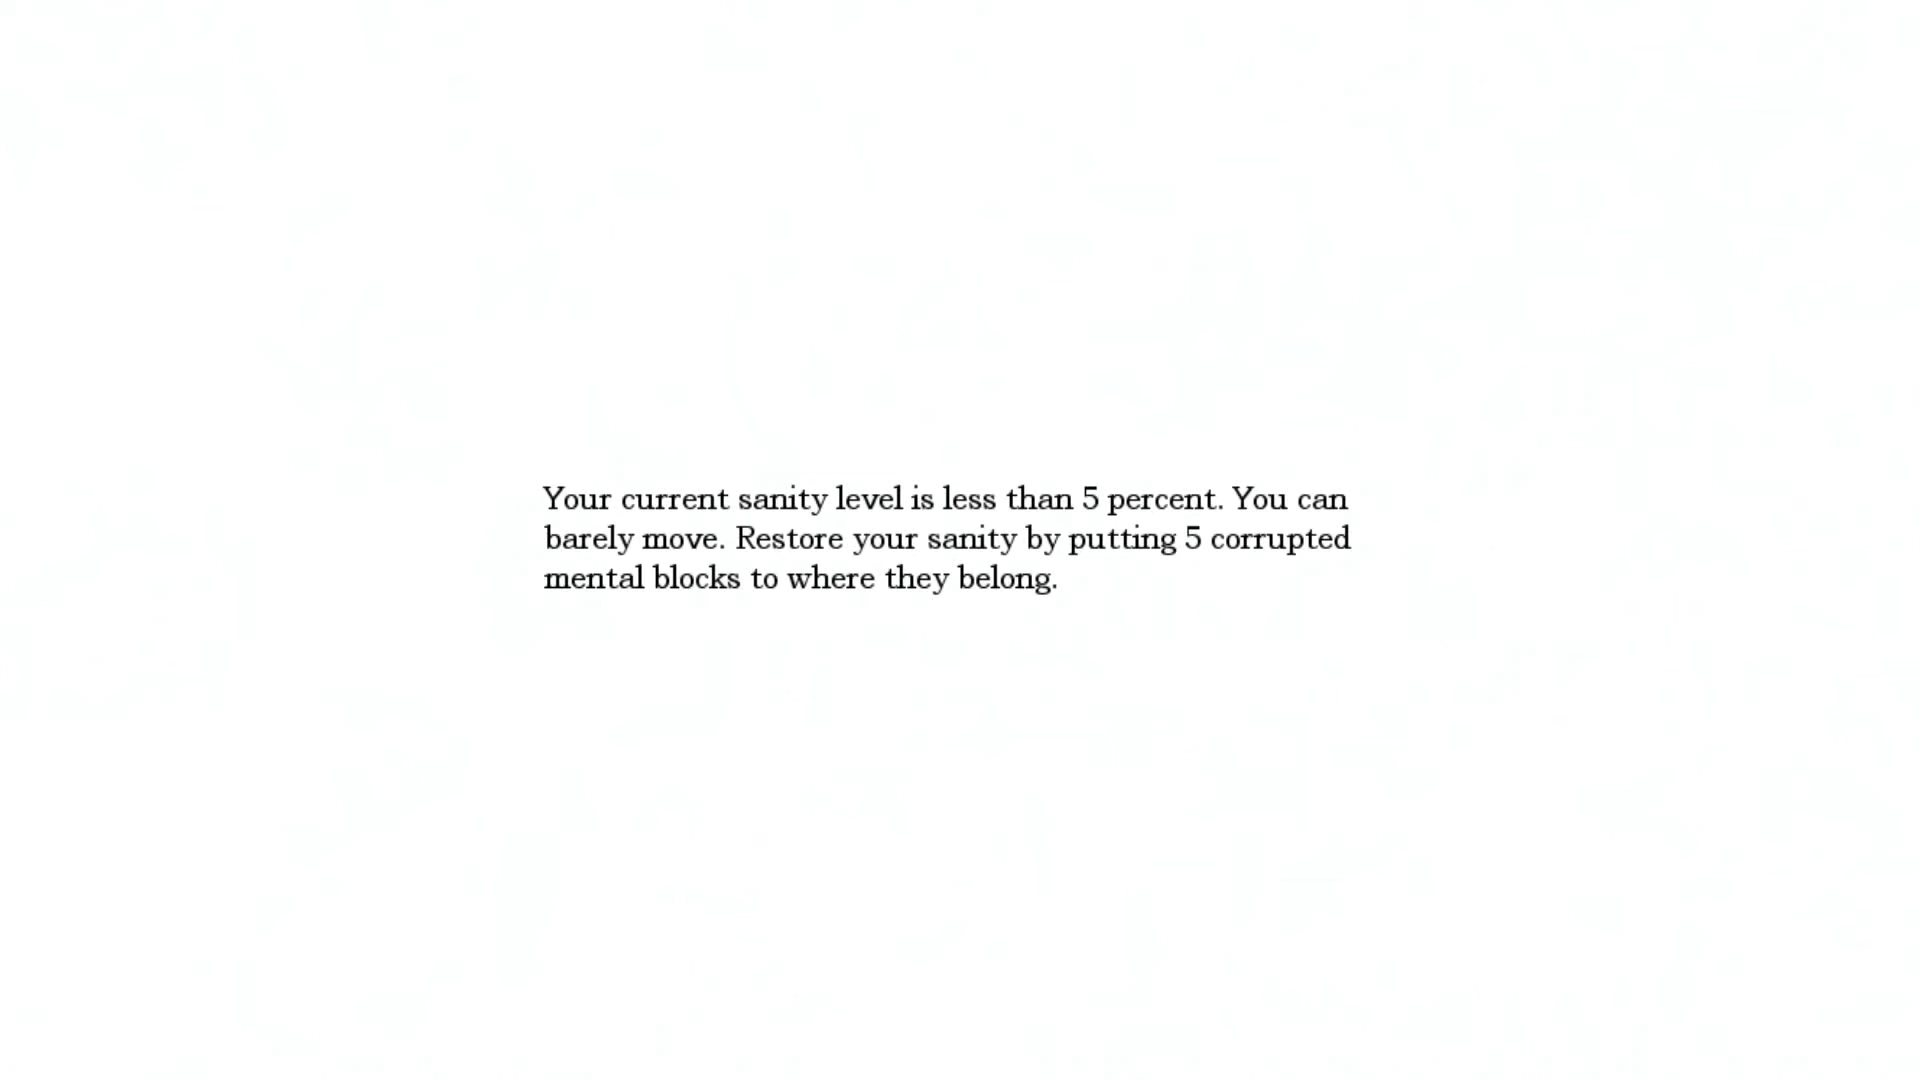 Your current sanity level is less than 5 percent. You can
barely move. Restore your sanity by putting 5 corrupted
mental blocks to where they belong.